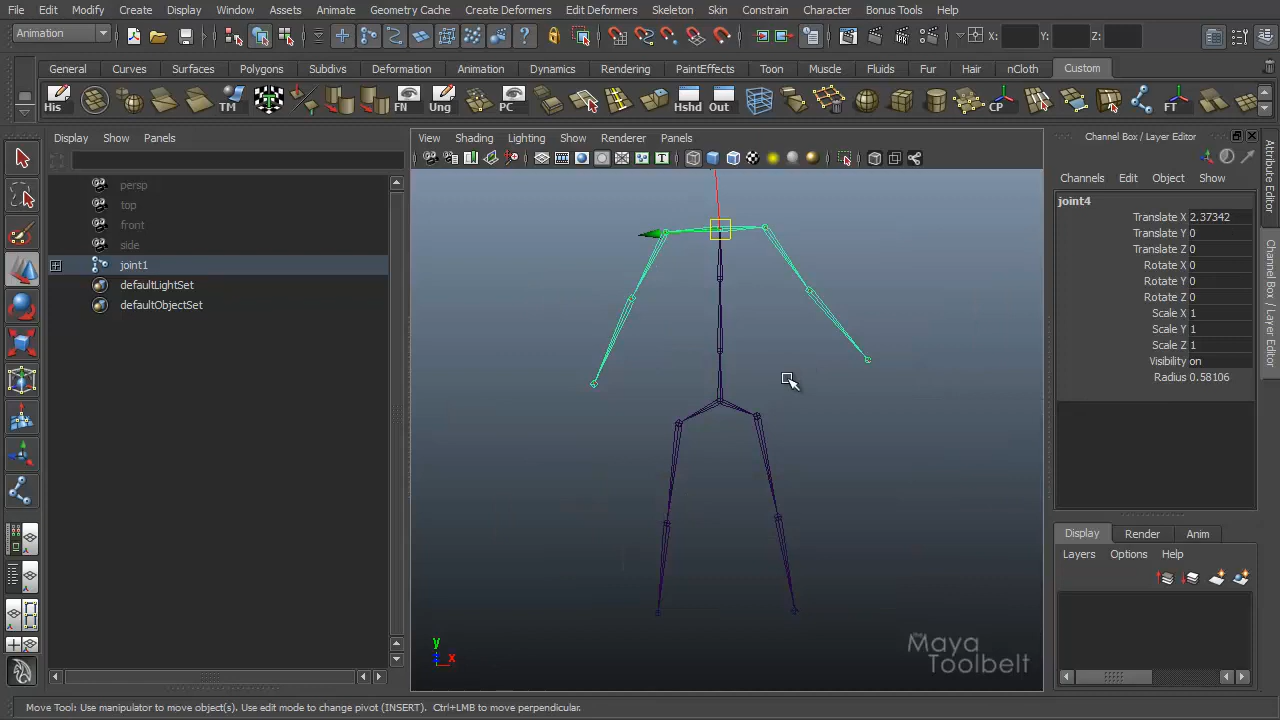 File Edit Modify Create Display Window Assets Animate Geometry Cache Create Deformers Edit Deformers Skeleton Skin Constrain Character Bonus Tools Help
Animation X: Y: Z:
General Curves Surfaces Polygons Subdivs Deformation Animation Dynamics Rendering PaintEffects Toon Muscle Fluids Fur Hair nCloth Custom
His TM FN Ung PC Hshd Out CP FT
Display Show Panels
View Shading Lighting Show Renderer Panels
Channel Box / Layer Editor
Channels Edit Object Show
persp
top
front
side
joint1
defaultLightSet
defaultObjectSet
joint4
Translate X 2.37342
Translate Y 0
Translate Z 0
Rotate X 0
Rotate Y 0
Rotate Z 0
Scale X 1
Scale Y 1
Scale Z 1
Visibility on
Radius 0.58106
Attribute Editor
Channel Box / Layer Editor
Display Render Anim
Layers Options Help
y
x
the
Maya
Toolbelt
Move Tool: Use manipulator to move object(s). Use edit mode to change pivot (INSERT). Ctrl+LMB to move perpendicular.